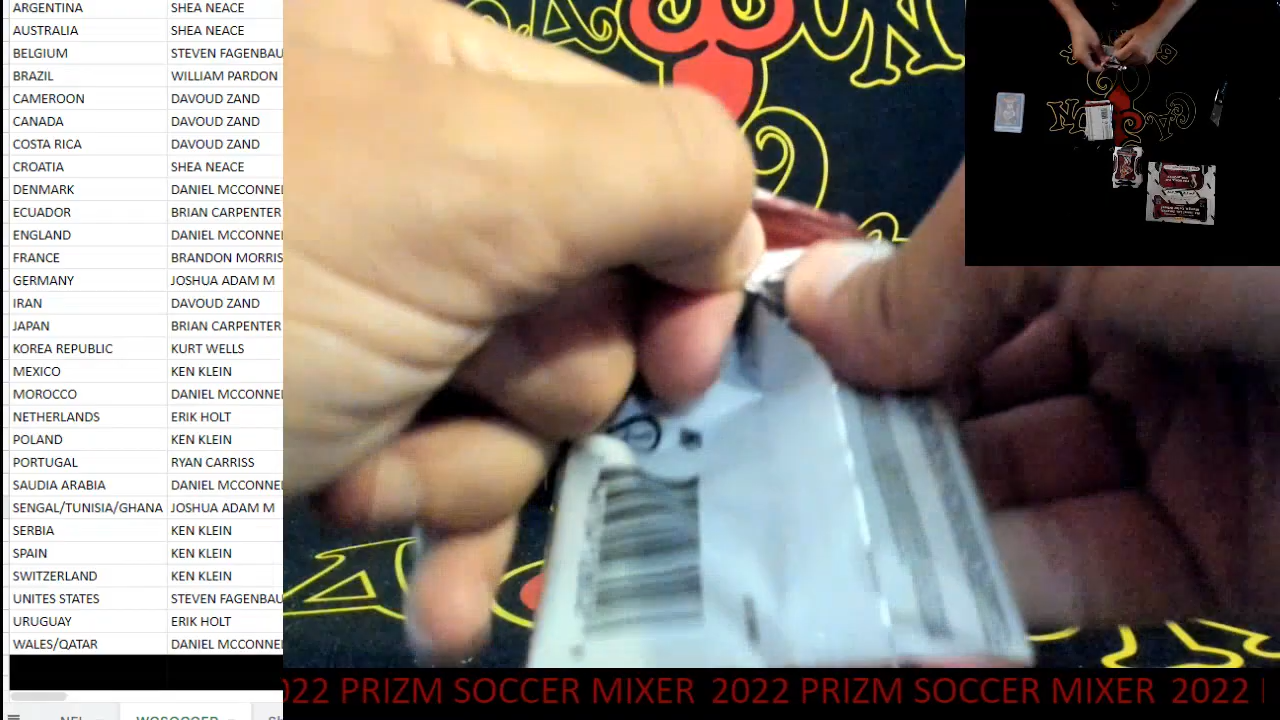 ARGENTINA SHEA NEACE
AUSTRALIA SHEA NEACE
BELGIUM STEVEN FAGENBAU
BRAZIL WILLIAM PARDON
CAMEROON DAVOUD ZAND
CANADA DAVOUD ZAND
COSTA RICA DAVOUD ZAND
CROATIA SHEA NEACE
DENMARK DANIEL MCCONNEL
ECUADOR BRIAN CARPENTER
ENGLAND DANIEL MCCONNE
FRANCE BRANDON MORRIS
GERMANY JOSHUA ADAM M
IRAN DAVOUD ZAND
JAPAN BRIAN CARPENTER
KOREA REPUBLIC KURT WELLS
MEXICO KEN KLEIN
MOROCCO DANIEL MCCONNE
NETHERLANDS ERIK HOLT
POLAND KEN KLEIN
PORTUGAL RYAN CARRISS
SAUDIA ARABIA DANIEL MCCONNE
SENGAL/TUNISIA/GHANA JOSHUA ADAM M
SERBIA KEN KLEIN
SPAIN KEN KLEIN
SWITZERLAND KEN KLEIN
UNITES STATES STEVEN FAGENBAU
URUGUAY ERIK HOLT
WALES/QATAR DANIEL MCCONNE
NFL WCSOCCER
2022 PRIZM SOCCER MIXER 2022 PRIZM SOCCER MIXER 2022